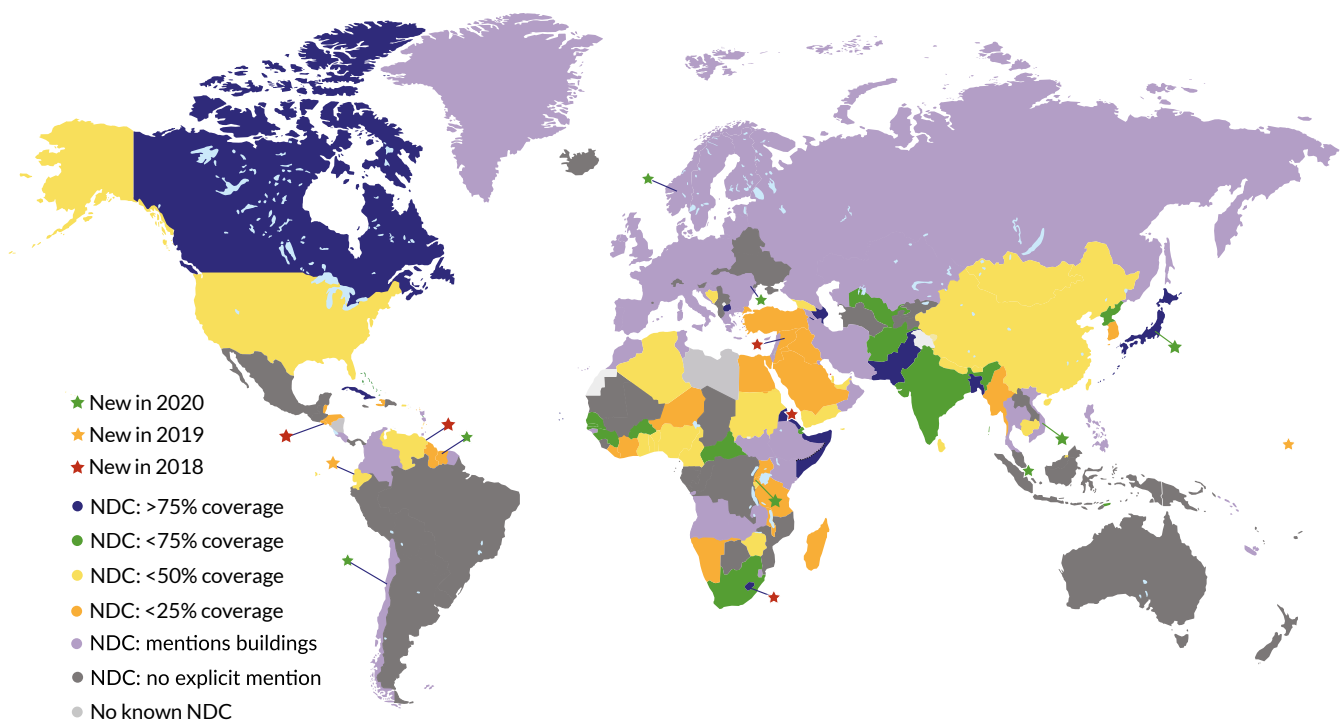 New in 2020
New in 2019
New in 2018
NDC: >75% coverage
NDC: <75% coverage
NDC: <50% coverage
NDC: <25% coverage
NDC: mentions buildings
NDC: no explicit mention
No known NDC